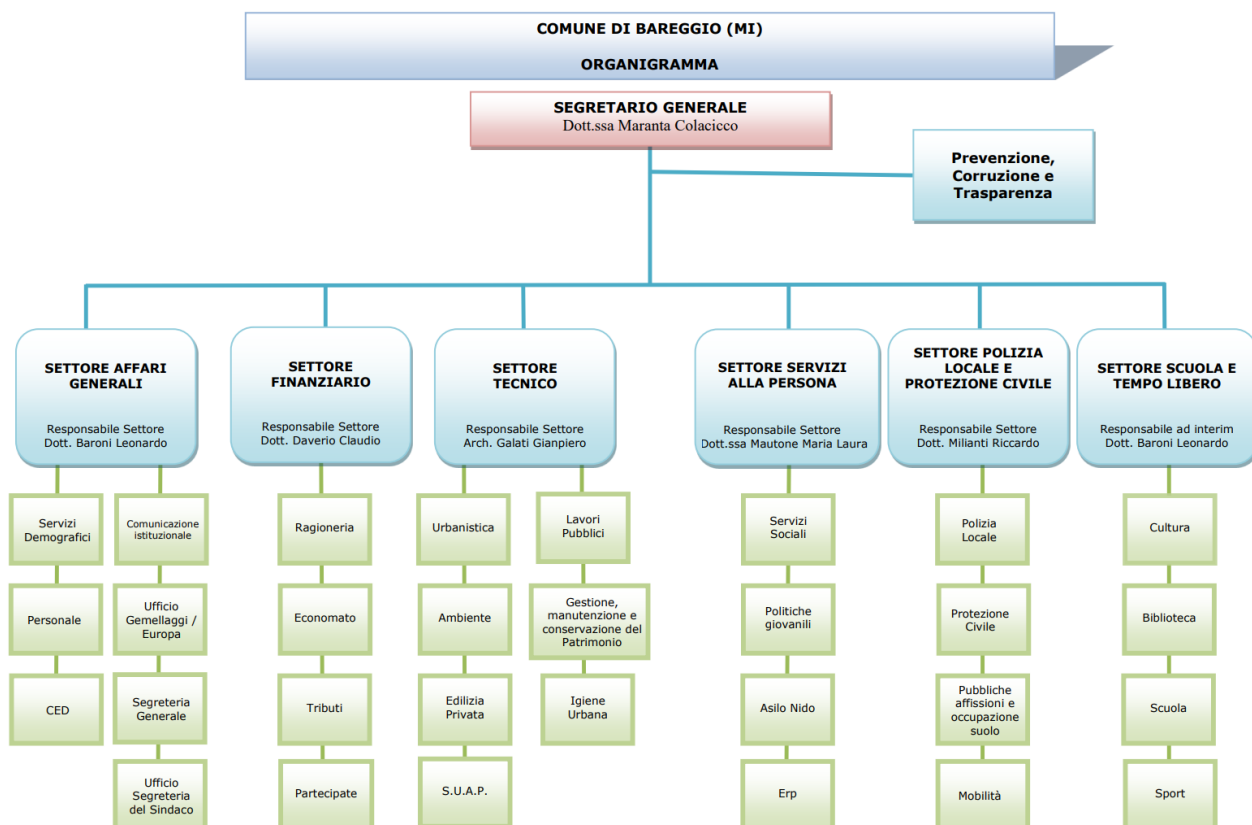 COMUNE DI BAREGGIO (MI)
ORGANIGRAMMA
SEGRETARIO GENERALE
Dott.ssa Maranta Colacicco
Prevenzione,
Corruzione e
Trasparenza
SETTORE AFFARI
GENERALI
Responsabile Settore
Dott. Baroni Leonardo
SETTORE
FINANZIARIO
Responsabile Settore
Dott. Daverio Claudio
SETTORE
TECNICO
Responsabile Settore
Arch. Galati Gianpiero
SETTORE SERVIZI
ALLA PERSONA
Responsabile Settore
Dott.ssa Mautone Maria Laura
SETTORE POLIZIA
LOCALE E
PROTEZIONE CIVILE
Responsabile Settore
Dott. Milianti Riccardo
SETTORE SCUOLA E
TEMPO LIBERO
Responsabile ad interim
Dott. Baroni Leonardo
Servizi
Demografici
Personale
CED
Comunicazione
istituzionale
Ufficio
Gemellaggi /
Europa
Segreteria
Generale
Ufficio
Segreteria
del Sindaco
Ragioneria
Economato
Tributi
Partecipate
Urbanistica
Ambiente
Edilizia
Privata
S.U.A.P.
Lavori
Pubblici
Gestione,
manutenzione e
conservazione del
Patrimonio
Igiene
Urbana
Servizi
Sociali
Politiche
giovanili
Asilo Nido
Erp
Polizia
Locale
Protezione
Civile
Pubbliche
affissioni e
occupazione
suolo
Mobilità
Cultura
Biblioteca
Scuola
Sport